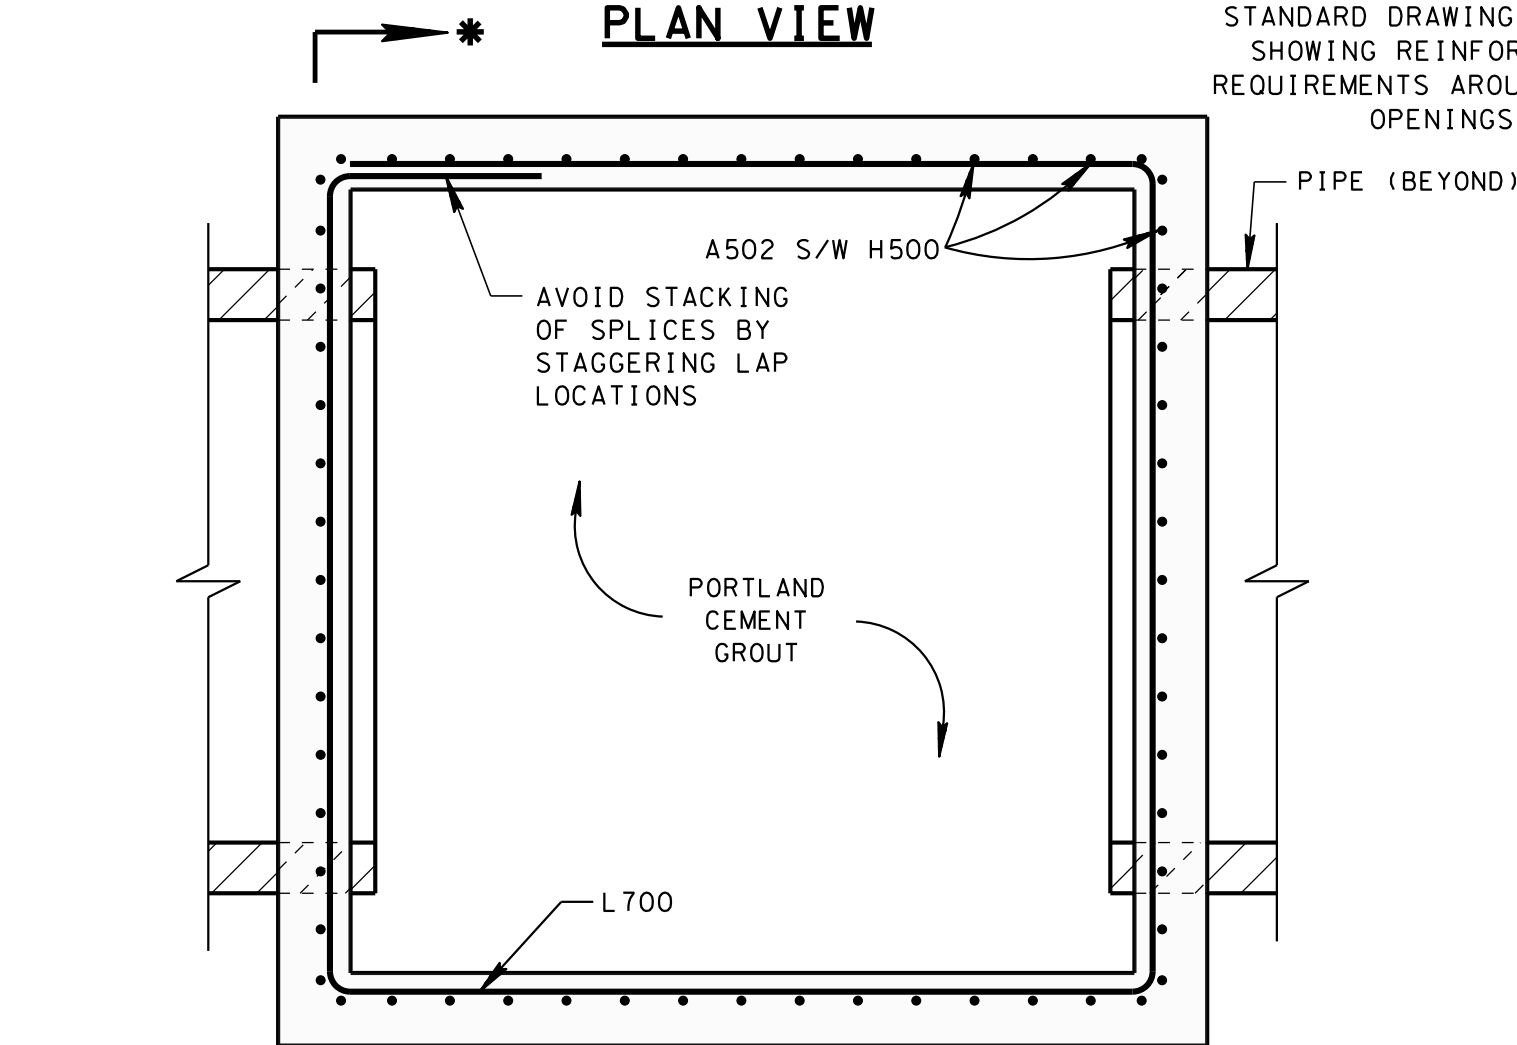 PLAN VIEW
STANDARD DRAWING
SHOWING REINFOR
REQUIREMENTS AROU
OPENINGS
PIPE (BEYOND)
A502 S/W H500
AVOID STACKING
OF SPLICES BY
STAGGERING LAP
LOCATIONS
PORTLAND
CEMENT
GROUT
L700